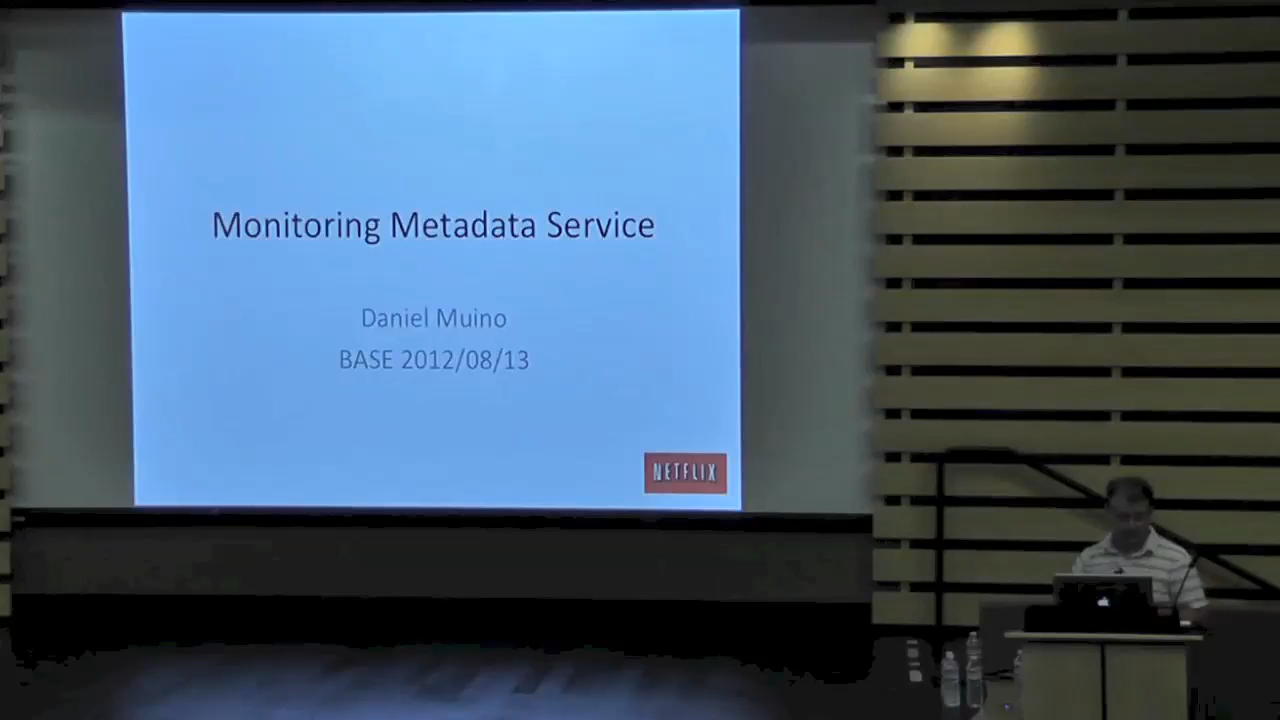 Monitoring Metadata Service
Daniel Muino
BASE 2012/08/13
NETFLIX